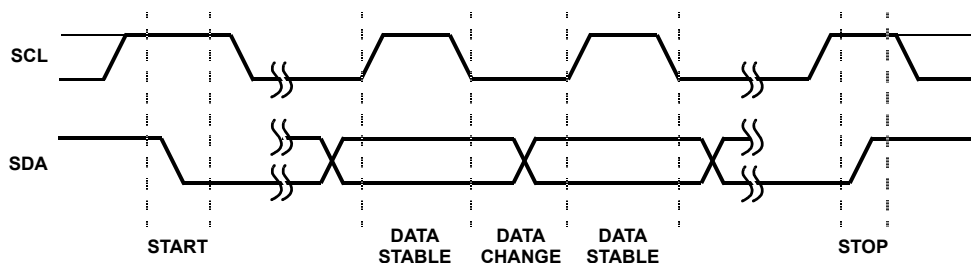 SCL
SDA
START
DATA
STABLE
DATA
CHANGE
DATA
STABLE
STOP